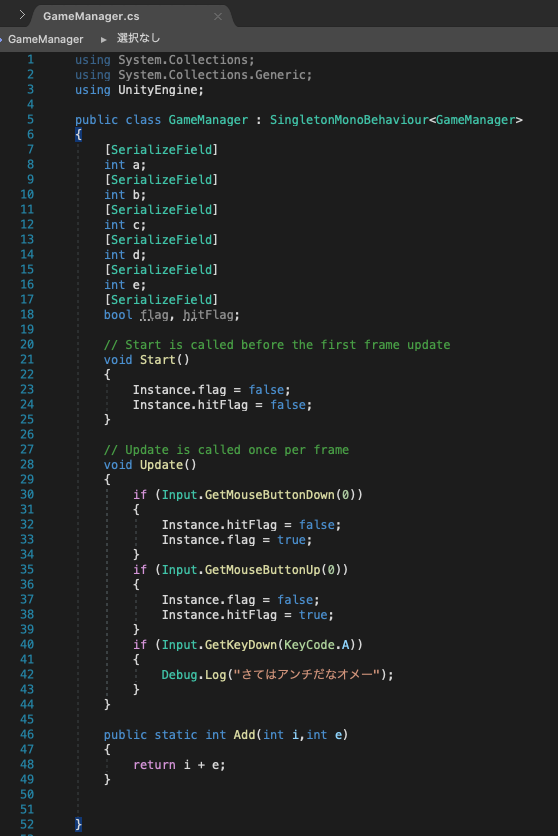 GameManager.cs
GameManager ▸ 選択なし
1 using System.Collections;
2 using System.Collections.Generic;
3 using UnityEngine;
4
5 public class GameManager : SingletonMonoBehaviour<GameManager>
6 {
7 [SerializeField]
8 int a;
9 [SerializeField]
10 int b;
11 [SerializeField]
12 int c;
13 [SerializeField]
14 int d;
15 [SerializeField]
16 int e;
17 [SerializeField]
18 bool flag, hitFlag;
19
20 // Start is called before the first frame update
21 void Start()
22 {
23 Instance.flag = false;
24 Instance.hitFlag = false;
25 }
26
27 // Update is called once per frame
28 void Update()
29 {
30 if (Input.GetMouseButtonDown(0))
31 {
32 Instance.hitFlag = false;
33 Instance.flag = true;
34 }
35 if (Input.GetMouseButtonUp(0))
36 {
37 Instance.flag = false;
38 Instance.hitFlag = true;
39 }
40 if (Input.GetKeyDown(KeyCode.A))
41 {
42 Debug.Log("さてはアンチだなオメー");
43 }
44 }
45
46 public static int Add(int i,int e)
47 {
48 return i + e;
49 }
50
51
52 }